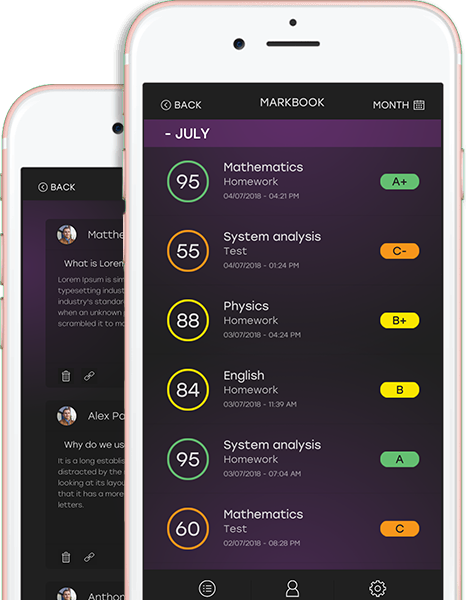 BACK
MARKBOOK
MONTH
- JULY
95
Mathematics
Homework
04/07/2018 - 04:21 PM
A+
55
System analysis
Test
04/07/2018 - 01:24 PM
C-
88
Physics
Homework
03/07/2018 - 04:24 PM
B+
84
English
Homework
03/07/2018 - 11:39 AM
B
95
System analysis
Homework
03/07/2018 - 07:04 AM
A
60
Mathematics
Test
02/07/2018 - 08:28 PM
C
BACK
Matthe
What is Lorem
Lorem Ipsum is sim
typesetting indust
industry's standard
when an unknown
scrambled it to ma
Alex Pa
Why do we us
It is a long establis
distracted by the
looking at its layou
that it has a more
letters.
Anthon